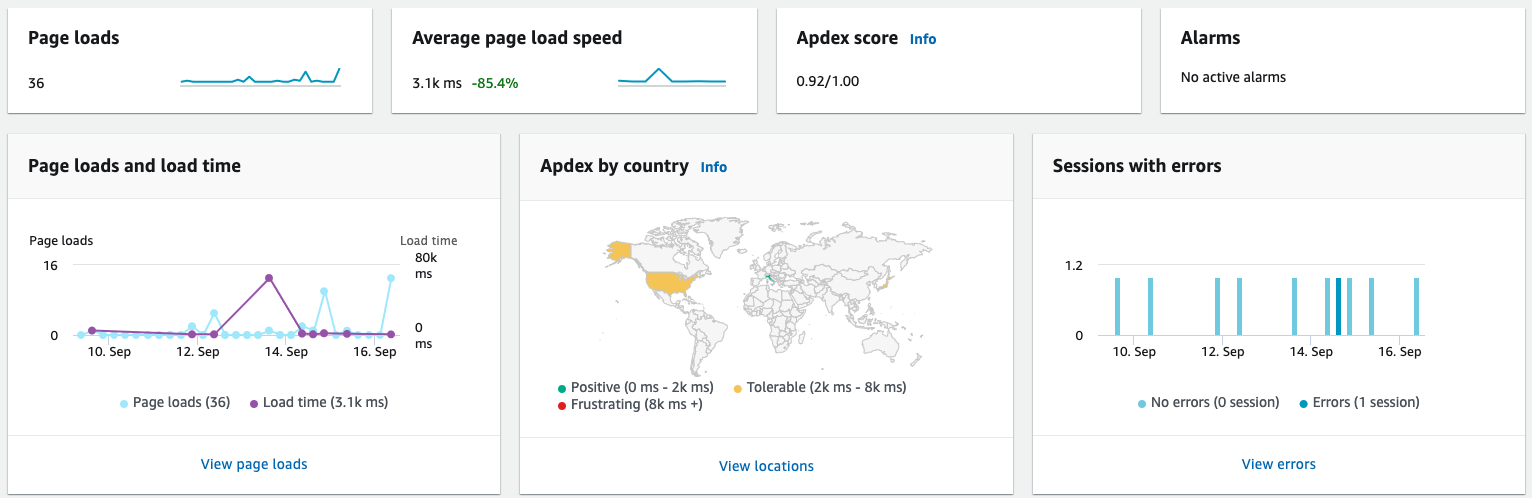 Page loads
36
Average page load speed
3.1k ms -85.4%
Apdex score Info
0.92/1.00
Alarms
No active alarms
Page loads and load time
Page loads
Load time
80k
ms
16
0
0
ms
10. Sep 12. Sep 14. Sep 16. Sep
Page loads (36) Load time (3.1k ms)
View page loads
Apdex by country Info
Positive (0 ms - 2k ms) Tolerable (2k ms - 8k ms)
Frustrating (8k ms +)
View locations
Sessions with errors
1.2
0
10. Sep 12. Sep 14. Sep 16. Sep
No errors (0 session) Errors (1 session)
View errors